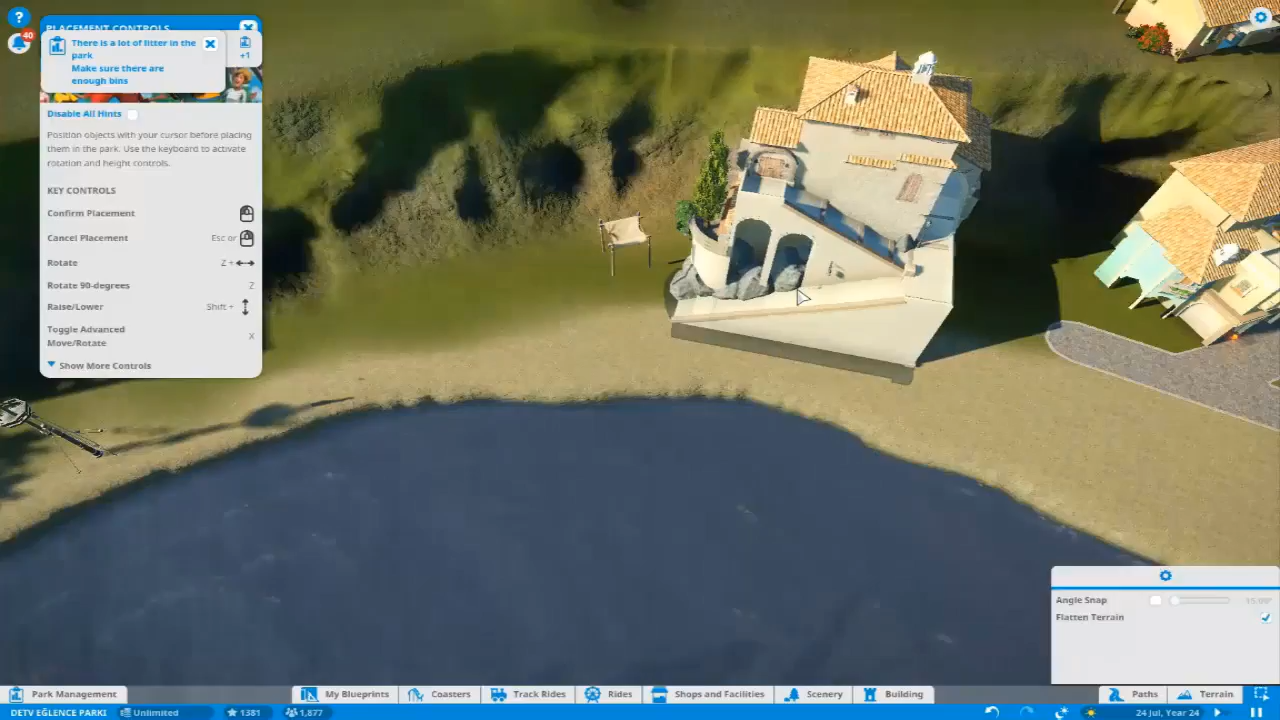 ?
PLACEMENT CONTROLS
40
There is a lot of litter in the
park
Make sure there are
enough bins
+1
Disable All Hints
Position objects with your cursor before placing
them in the park. Use the keyboard to activate
rotation and height controls.
KEY CONTROLS
Confirm Placement
Cancel Placement Esc or
Rotate Z +
Rotate 90-degrees Z
Raise/Lower Shift +
Toggle Advanced
Move/Rotate X
Show More Controls
Angle Snap 15.00°
Flatten Terrain
Park Management My Blueprints Coasters Track Rides Rides Shops and Facilities Scenery Building Paths Terrain
DETV EĞLENCE PARKI Unlimited 1381 1,877 24 Jul, Year 24